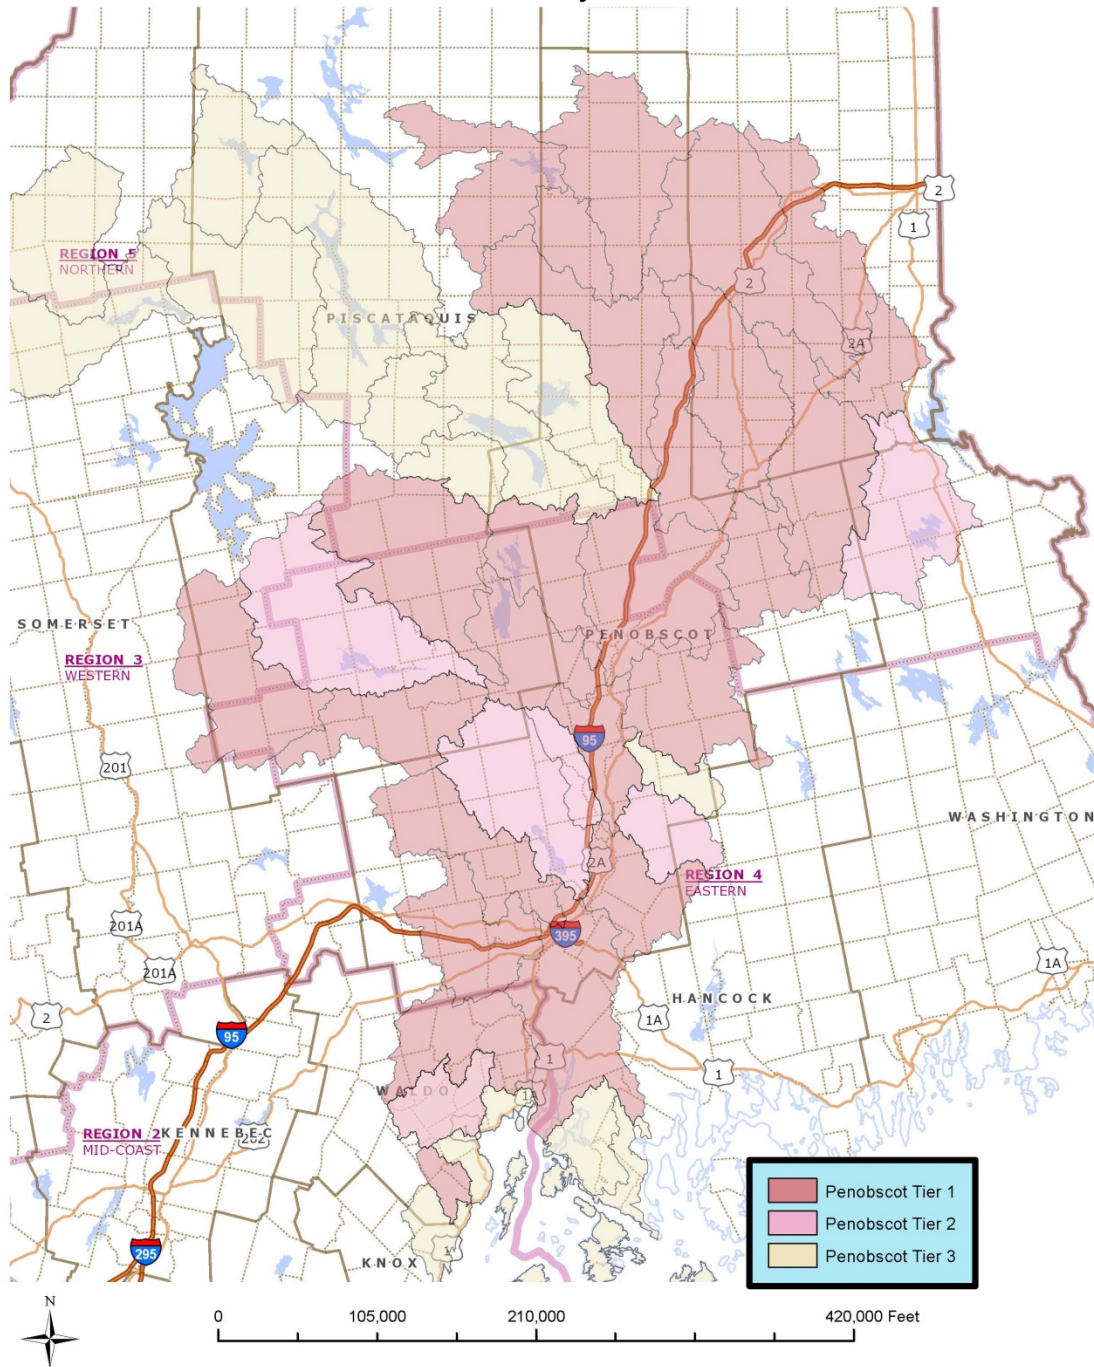 2
1
REGION 5
NORTHERN
2
PISCATAQUIS
2A
SOMERSET
PENOBSCOT
REGION 3
WESTERN
95
201
WASHINGTON
2A
REGION 4
EASTERN
201A
395
201A
1A
HANCOCK
2
1A
95
1
1
WALDO
1A
REGION 2
KENNEBEC
202
MID-COAST
Penobscot Tier 1
Penobscot Tier 2
Penobscot Tier 3
295
1
KNOX
N
0
105,000
210,000
420,000 Feet